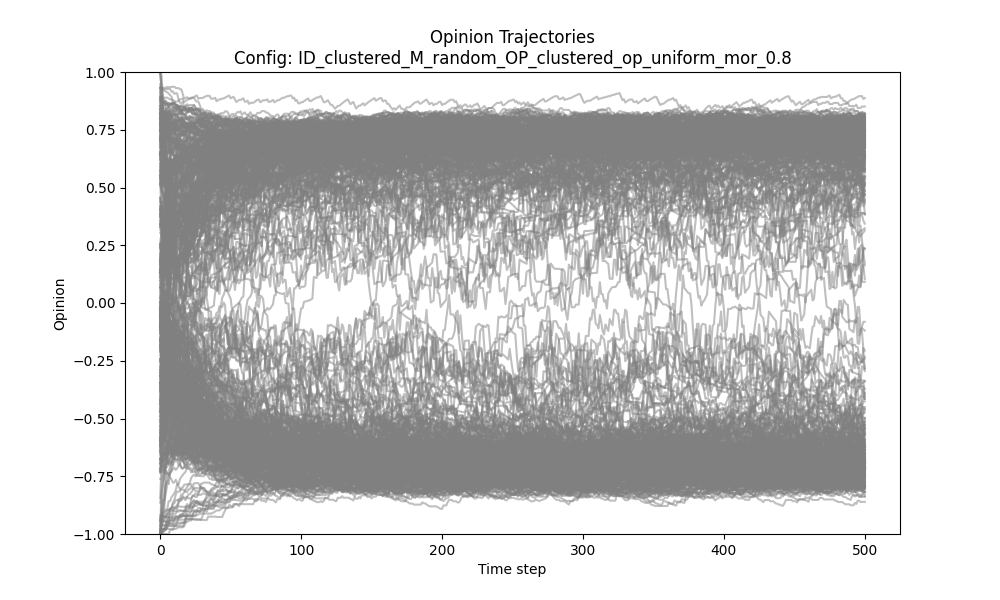 Opinion Trajectories
Config: ID_clustered_M_random_OP_clustered_op_uniform_mor_0.8
1.00
0.75
0.50
0.25
0.00
−0.25
−0.50
−0.75
−1.00
Opinion
0 100 200 300 400 500
Time step